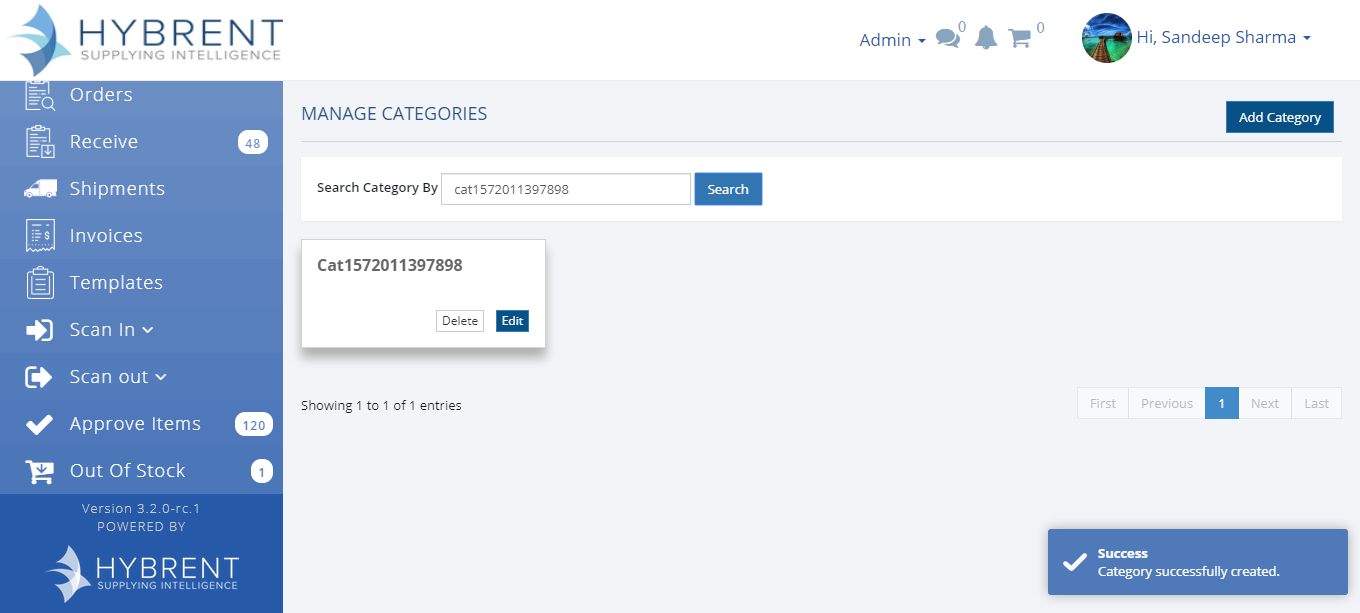 HYBRENT
SUPPLYING INTELLIGENCE
Admin
0
0
Hi, Sandeep Sharma
Orders
Receive 48
Shipments
Invoices
Templates
Scan In
Scan out
Approve Items 120
Out Of Stock 1
Version 3.2.0-rc.1
POWERED BY
HYBRENT
SUPPLYING INTELLIGENCE
MANAGE CATEGORIES
Add Category
Search Category By cat1572011397898 Search
Cat1572011397898
Delete Edit
Showing 1 to 1 of 1 entries
First Previous 1 Next Last
Success
Category successfully created.